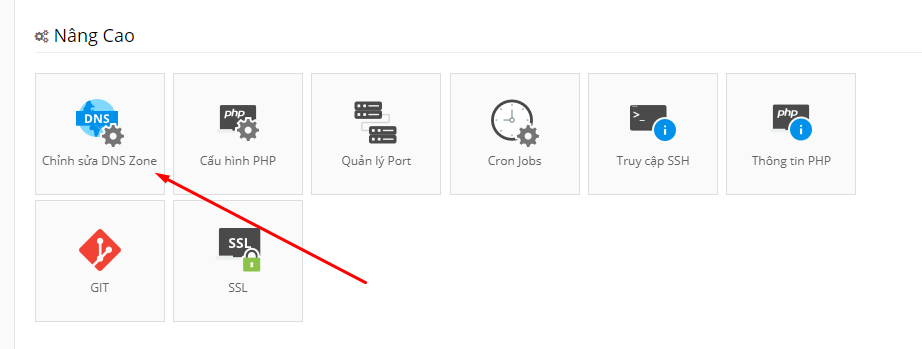 Nâng Cao
DNS
php
>_
i
php
i
Chỉnh sửa DNS Zone
Cấu hình PHP
Quản lý Port
Cron Jobs
Truy cập SSH
Thông tin PHP
SSL
GIT
SSL